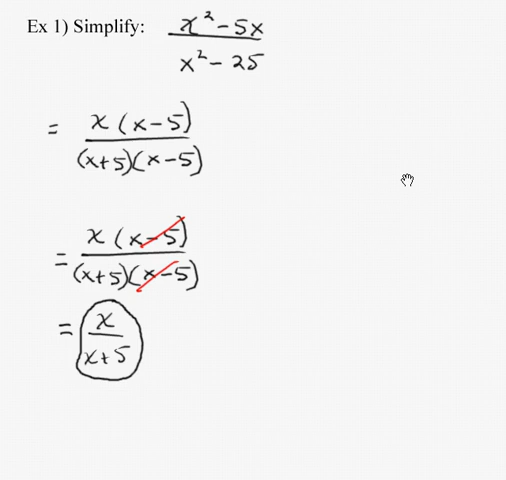 Ex 1) Simplify: x² - 5x
x² - 25
= x (x - 5)
(x + 5)(x - 5)
= x (x - 5)
(x + 5)(x - 5)
= x
x + 5